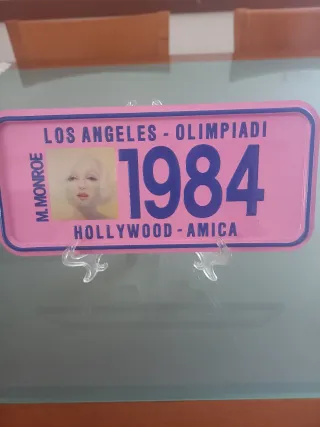 LOS ANGELES - OLIMPIADI
M. MONROE
1984
HOLLYWOOD - AMICA